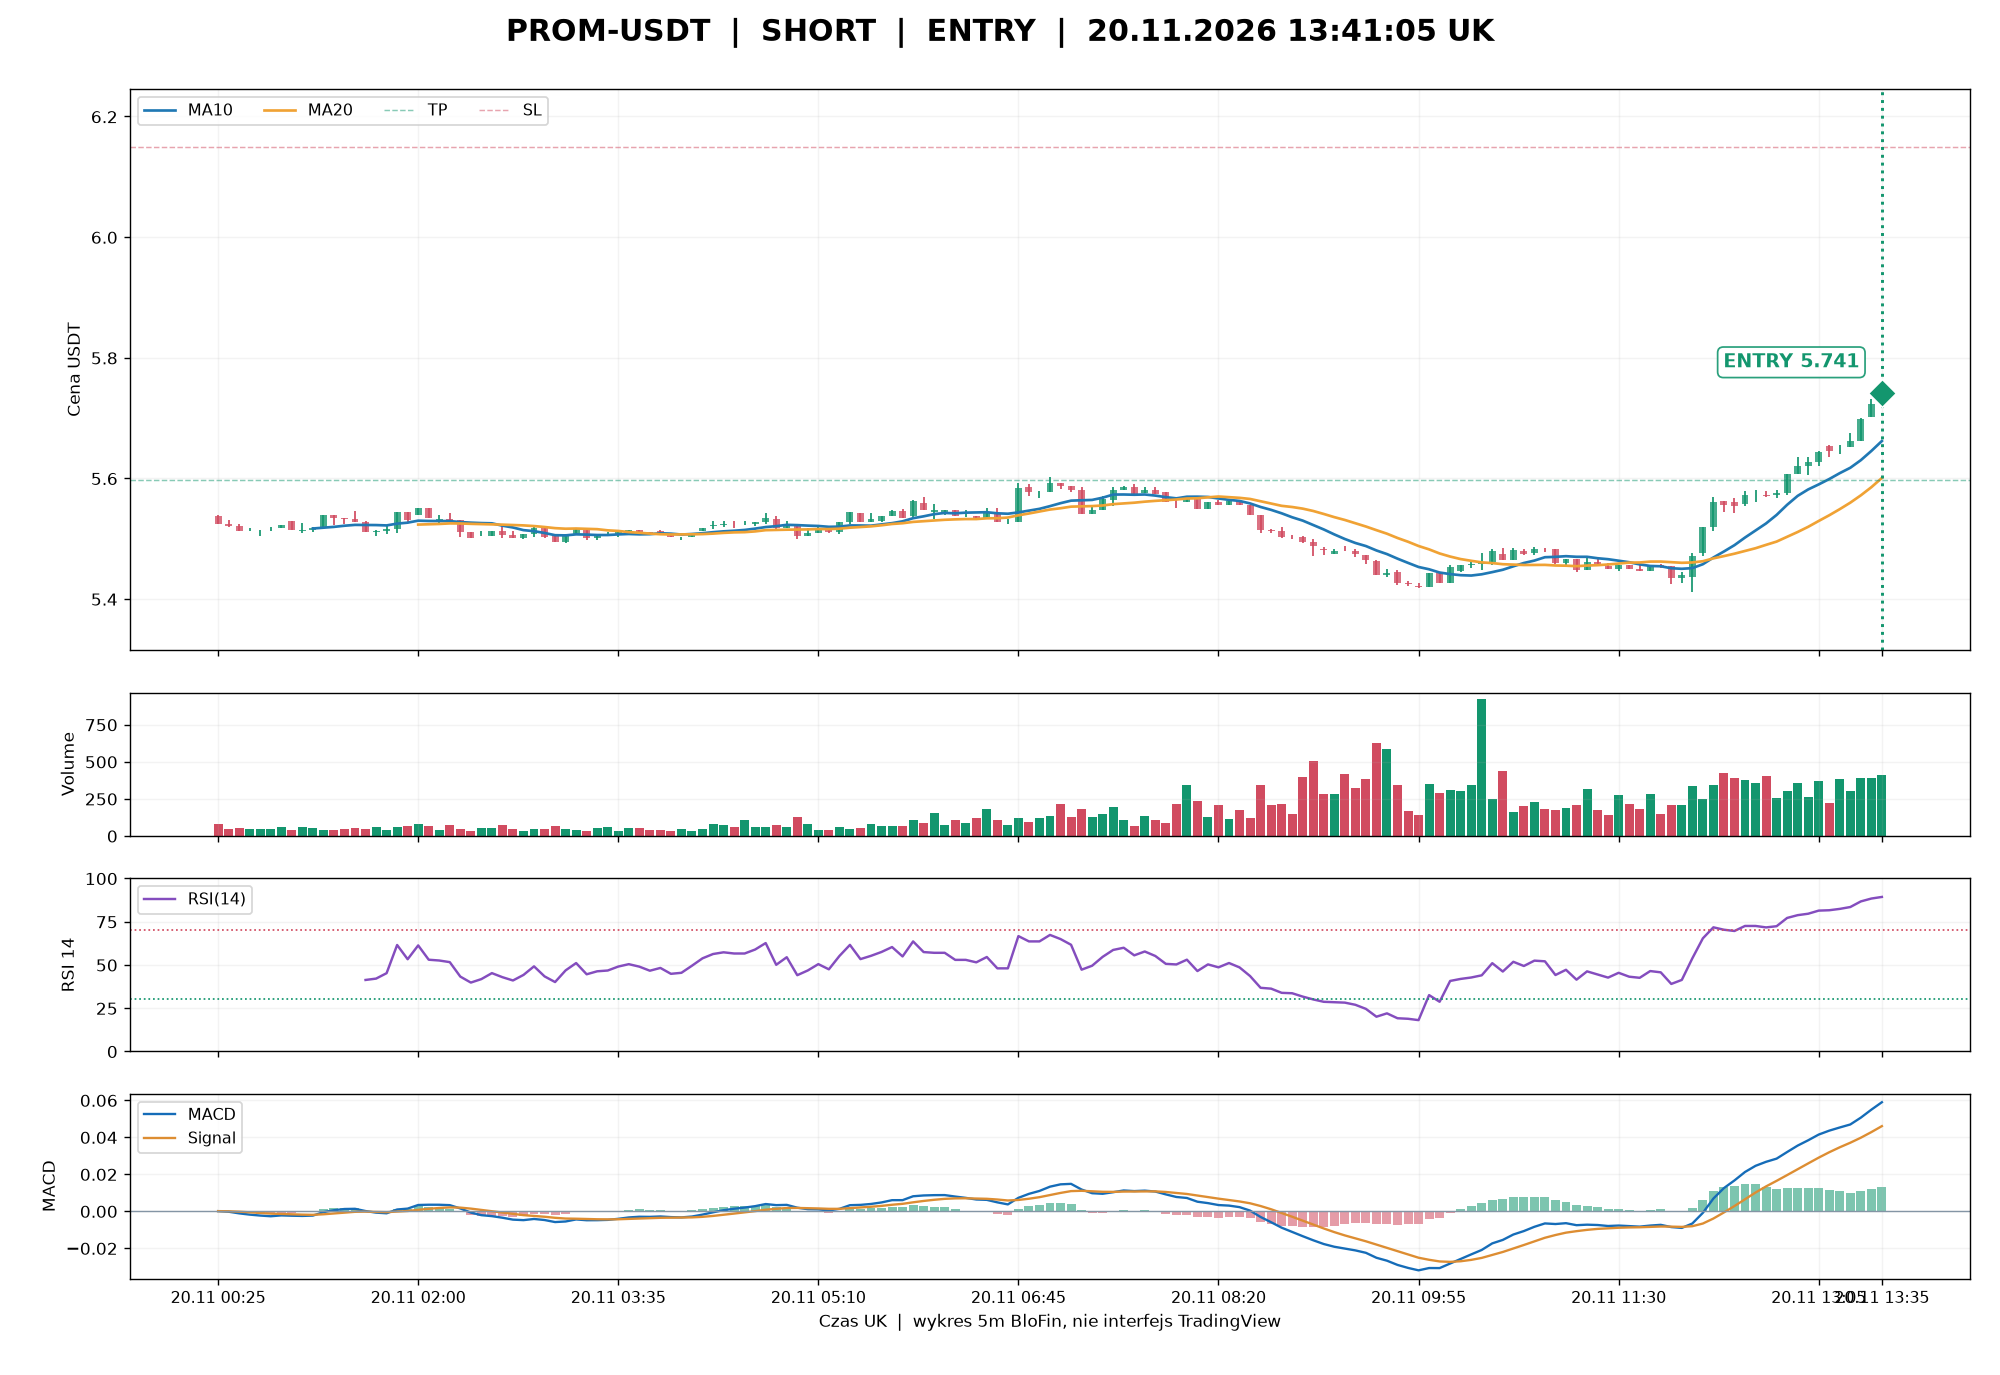 PROM-USDT | SHORT | ENTRY | 20.11.2026 13:41:05 UK
MA10 MA20 TP SL
6.2
6.0
5.8
5.6
5.4
Cena USDT
ENTRY 5.741
750
500
250
0
Volume
RSI(14)
100
75
50
25
0
RSI 14
MACD
Signal
0.06
0.04
0.02
0.00
−0.02
MACD
20.11 00:25 20.11 02:00 20.11 03:35 20.11 05:10 20.11 06:45 20.11 08:20 20.11 09:55 20.11 11:30 20.11 13:05 20.11 13:35
Czas UK | wykres 5m BloFin, nie interfejs TradingView